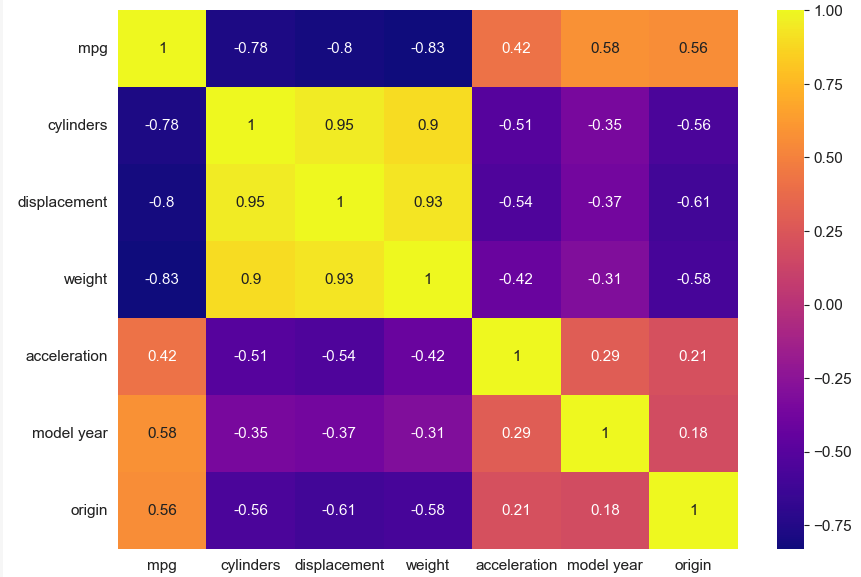 mpg 1 -0.78 -0.8 -0.83 0.42 0.58 0.56
cylinders -0.78 1 0.95 0.9 -0.51 -0.35 -0.56
displacement -0.8 0.95 1 0.93 -0.54 -0.37 -0.61
weight -0.83 0.9 0.93 1 -0.42 -0.31 -0.58
acceleration 0.42 -0.51 -0.54 -0.42 1 0.29 0.21
model year 0.58 -0.35 -0.37 -0.31 0.29 1 0.18
origin 0.56 -0.56 -0.61 -0.58 0.21 0.18 1
mpg cylinders displacement weight acceleration model year origin
1.00
0.75
0.50
0.25
0.00
−0.25
−0.50
−0.75